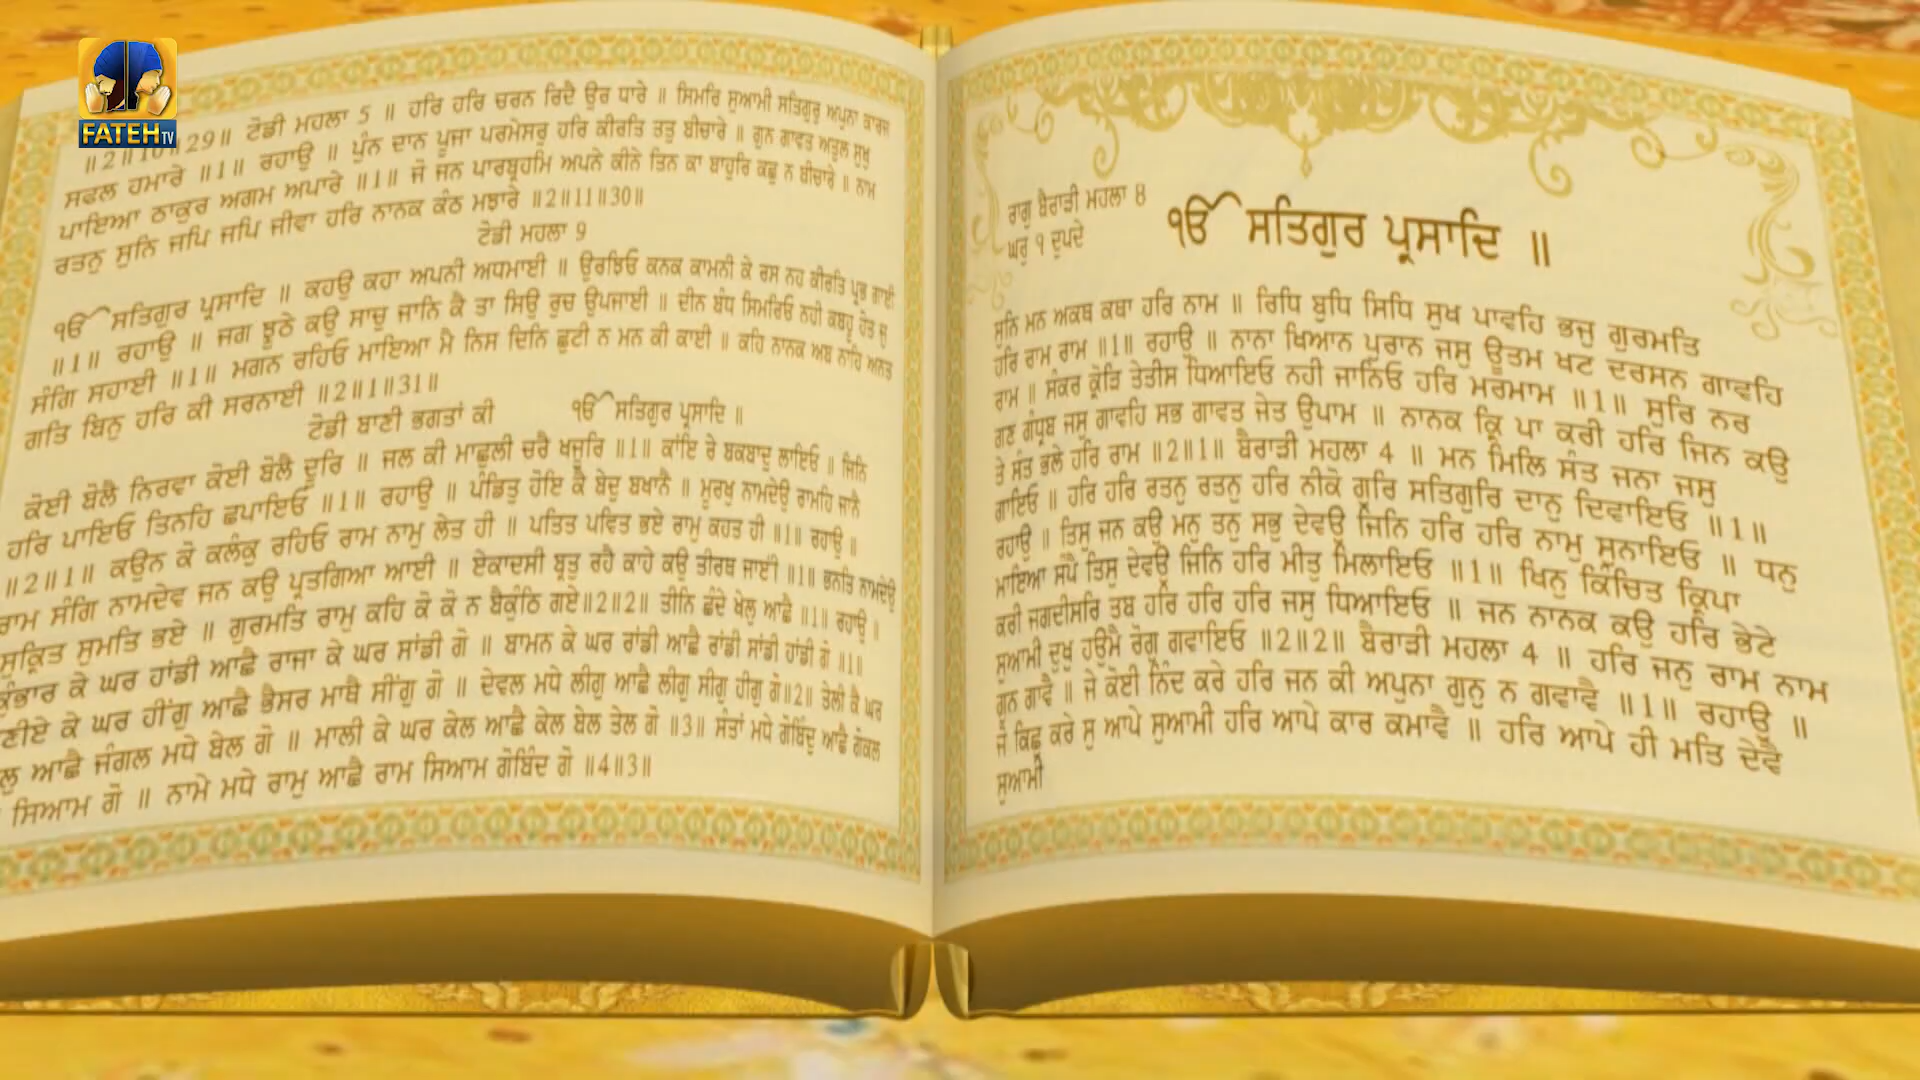 FATEH TV
॥2॥10॥29॥ ਟੋਡੀ ਮਹਲਾ 5 ॥ ਹਰਿ ਹਰਿ ਚਰਨ ਰਿਦੈ ਉਰ ਧਾਰੇ ॥ ਸਿਮਰਿ ਸੁਆਮੀ ਸਤਿਗੁਰੁ ਅਪੁਨਾ ਕਾਰਜ
ਸਫਲ ਹਮਾਰੇ ॥1॥ ਰਹਾਉ ॥ ਪੁੰਨ ਦਾਨ ਪੂਜਾ ਪਰਮੇਸਰੁ ਹਰਿ ਕੀਰਤਿ ਤਤੁ ਬੀਚਾਰੇ ॥ ਗੁਨ ਗਾਵਤ ਅਤੁਲ ਸੁਖੁ
ਪਾਇਆ ਠਾਕੁਰ ਅਗਮ ਅਪਾਰੇ ॥1॥ ਜੋ ਜਨ ਪਾਰਬ੍ਰਹਮਿ ਅਪਨੇ ਕੀਨੇ ਤਿਨ ਕਾ ਬਾਹੁਰਿ ਕਛੁ ਨ ਬੀਚਾਰੇ ॥ ਨਾਮ
ਰਤਨੁ ਸੁਨਿ ਜਪਿ ਜਪਿ ਜੀਵਾ ਹਰਿ ਨਾਨਕ ਕੰਠ ਮਝਾਰੇ ॥2॥11॥30॥
ਟੋਡੀ ਮਹਲਾ 9
ੴ ਸਤਿਗੁਰ ਪ੍ਰਸਾਦਿ ॥ ਕਹਉ ਕਹਾ ਅਪਨੀ ਅਧਮਾਈ ॥ ਉਰਝਿਓ ਕਨਕ ਕਾਮਨੀ ਕੇ ਰਸ ਨਹ ਕੀਰਤਿ ਪ੍ਰਭ ਗਾਈ
॥1॥ ਰਹਾਉ ॥ ਜਗ ਝੂਠੇ ਕਉ ਸਾਚੁ ਜਾਨਿ ਕੈ ਤਾ ਸਿਉ ਰੁਚ ਉਪਜਾਈ ॥ ਦੀਨ ਬੰਧ ਸਿਮਰਿਓ ਨਹੀ ਕਬਹੂ ਹੋਤ ਜੁ
ਸੰਗਿ ਸਹਾਈ ॥1॥ ਮਗਨ ਰਹਿਓ ਮਾਇਆ ਮੈ ਨਿਸ ਦਿਨਿ ਛੁਟੀ ਨ ਮਨ ਕੀ ਕਾਈ ॥ ਕਹਿ ਨਾਨਕ ਅਬ ਨਾਹਿ ਅਨਤ
ਗਤਿ ਬਿਨੁ ਹਰਿ ਕੀ ਸਰਨਾਈ ॥2॥1॥31॥
ਟੋਡੀ ਬਾਣੀ ਭਗਤਾਂ ਕੀ ੴ ਸਤਿਗੁਰ ਪ੍ਰਸਾਦਿ ॥
ਕੋਈ ਬੋਲੈ ਨਿਰਵਾ ਕੋਈ ਬੋਲੈ ਦੂਰਿ ॥ ਜਲ ਕੀ ਮਾਛੁਲੀ ਚਰੈ ਖਜੂਰਿ ॥1॥ ਕਾਂਇ ਰੇ ਬਕਬਾਦੁ ਲਾਇਓ ॥ ਜਿਨਿ
ਹਰਿ ਪਾਇਓ ਤਿਨਹਿ ਛਪਾਇਓ ॥1॥ ਰਹਾਉ ॥ ਪੰਡਿਤੁ ਹੋਇ ਕੈ ਬੇਦੁ ਬਖਾਨੈ ॥ ਮੂਰਖੁ ਨਾਮਦੇਉ ਰਾਮਹਿ ਜਾਨੈ
॥2॥1॥ ਕਉਨ ਕੋ ਕਲੰਕੁ ਰਹਿਓ ਰਾਮ ਨਾਮੁ ਲੇਤ ਹੀ ॥ ਪਤਿਤ ਪਵਿਤ ਭਏ ਰਾਮੁ ਕਹਤ ਹੀ ॥1॥ ਰਹਾਉ ॥
ਰਾਮ ਸੰਗਿ ਨਾਮਦੇਵ ਜਨ ਕਉ ਪ੍ਰਤਗਿਆ ਆਈ ॥ ਏਕਾਦਸੀ ਬ੍ਰਤੁ ਰਹੈ ਕਾਹੇ ਕਉ ਤੀਰਥ ਜਾਈਂ ॥1॥ ਭਨਤਿ ਨਾਮਦੇਉ
ਸੁਕ੍ਰਿਤ ਸੁਮਤਿ ਭਏ ॥ ਗੁਰਮਤਿ ਰਾਮੁ ਕਹਿ ਕੋ ਕੋ ਨ ਬੈਕੁੰਠਿ ਗਏ॥2॥2॥ ਤੀਨਿ ਛੰਦੇ ਖੇਲੁ ਆਛੈ ॥1॥ ਰਹਾਉ ॥
ਕੁੰਭਾਰ ਕੇ ਘਰ ਹਾਂਡੀ ਆਛੈ ਰਾਜਾ ਕੇ ਘਰ ਸਾਂਡੀ ਗੋ ॥ ਬਾਮਨ ਕੇ ਘਰ ਰਾਂਡੀ ਆਛੈ ਰਾਂਡੀ ਸਾਂਡੀ ਹਾਂਡੀ ਗੋ ॥1॥
ਣੀਏ ਕੇ ਘਰ ਹੀਂਗੁ ਆਛੈ ਭੈਸਰ ਮਾਥੈ ਸੀਂਗੁ ਗੋ ॥ ਦੇਵਲ ਮਧੇ ਲੀਗੁ ਆਛੈ ਲੀਗੁ ਸੀਗੁ ਹੀਗੁ ਗੋ॥2॥ ਤੇਲੀ ਕੈ ਘਰ
ਲੁ ਆਛੈ ਜੰਗਲ ਮਧੇ ਬੇਲ ਗੋ ॥ ਮਾਲੀ ਕੇ ਘਰ ਕੇਲ ਆਛੈ ਕੇਲ ਬੇਲ ਤੇਲ ਗੋ ॥3॥ ਸੰਤਾਂ ਮਧੇ ਗੋਬਿੰਦੁ ਆਛੈ ਗੋਕਲ
ਸਿਆਮ ਗੋ ॥ ਨਾਮੇ ਮਧੇ ਰਾਮੁ ਆਛੈ ਰਾਮ ਸਿਆਮ ਗੋਬਿੰਦ ਗੋ ॥4॥3॥
ਰਾਗੁ ਬੈਰਾੜੀ ਮਹਲਾ 8
ਘਰੁ ੧ ਦੁਪਦੇ
ੴ ਸਤਿਗੁਰ ਪ੍ਰਸਾਦਿ ॥
ਸੁਨਿ ਮਨ ਅਕਥ ਕਥਾ ਹਰਿ ਨਾਮ ॥ ਰਿਧਿ ਬੁਧਿ ਸਿਧਿ ਸੁਖ ਪਾਵਹਿ ਭਜੁ ਗੁਰਮਤਿ
ਹਰਿ ਰਾਮ ਰਾਮ ॥1॥ ਰਹਾਉ ॥ ਨਾਨਾ ਖਿਆਨ ਪੁਰਾਨ ਜਸੁ ਊਤਮ ਖਟ ਦਰਸਨ ਗਾਵਹਿ
ਰਾਮ ॥ ਸੰਕਰ ਕ੍ਰੋੜਿ ਤੇਤੀਸ ਧਿਆਇਓ ਨਹੀ ਜਾਨਿਓ ਹਰਿ ਮਰਮਾਮ ॥1॥ ਸੁਰਿ ਨਰ
ਗਣ ਗੰਧ੍ਰਬ ਜਸੁ ਗਾਵਹਿ ਸਭ ਗਾਵਤ ਜੇਤ ਉਪਾਮ ॥ ਨਾਨਕ ਕ੍ਰਿ ਪਾ ਕਰੀ ਹਰਿ ਜਿਨ ਕਉ
ਤੇ ਸੰਤ ਭਲੇ ਹਰਿ ਰਾਮ ॥2॥1॥ ਬੈਰਾੜੀ ਮਹਲਾ 4 ॥ ਮਨ ਮਿਲਿ ਸੰਤ ਜਨਾ ਜਸੁ
ਗਾਇਓ ॥ ਹਰਿ ਹਰਿ ਰਤਨੁ ਰਤਨੁ ਹਰਿ ਨੀਕੋ ਗੁਰਿ ਸਤਿਗੁਰਿ ਦਾਨੁ ਦਿਵਾਇਓ ॥1॥
ਰਹਾਉ ॥ ਤਿਸੁ ਜਨ ਕਉ ਮਨੁ ਤਨੁ ਸਭੁ ਦੇਵਉ ਜਿਨਿ ਹਰਿ ਹਰਿ ਨਾਮੁ ਸੁਨਾਇਓ ॥ ਧਨੁ
ਮਾਇਆ ਸੰਪੈ ਤਿਸੁ ਦੇਵਉ ਜਿਨਿ ਹਰਿ ਮੀਤੁ ਮਿਲਾਇਓ ॥1॥ ਖਿਨੁ ਕਿੰਚਿਤ ਕ੍ਰਿਪਾ
ਕਰੀ ਜਗਦੀਸਰਿ ਤਬ ਹਰਿ ਹਰਿ ਹਰਿ ਜਸੁ ਧਿਆਇਓ ॥ ਜਨ ਨਾਨਕ ਕਉ ਹਰਿ ਭੇਟੇ
ਸੁਆਮੀ ਦੁਖੁ ਹਉਮੈ ਰੋਗੁ ਗਵਾਇਓ ॥2॥2॥ ਬੈਰਾੜੀ ਮਹਲਾ 4 ॥ ਹਰਿ ਜਨੁ ਰਾਮ ਨਾਮ
ਗੁਨ ਗਾਵੈ ॥ ਜੇ ਕੋਈ ਨਿੰਦ ਕਰੇ ਹਰਿ ਜਨ ਕੀ ਅਪੁਨਾ ਗੁਨੁ ਨ ਗਵਾਵੈ ॥1॥ ਰਹਾਉ ॥
ਜੋ ਕਿਛੁ ਕਰੇ ਸੁ ਆਪੇ ਸੁਆਮੀ ਹਰਿ ਆਪੇ ਕਾਰ ਕਮਾਵੈ ॥ ਹਰਿ ਆਪੇ ਹੀ ਮਤਿ ਦੇਵੈ
ਸੁਆਮੀ